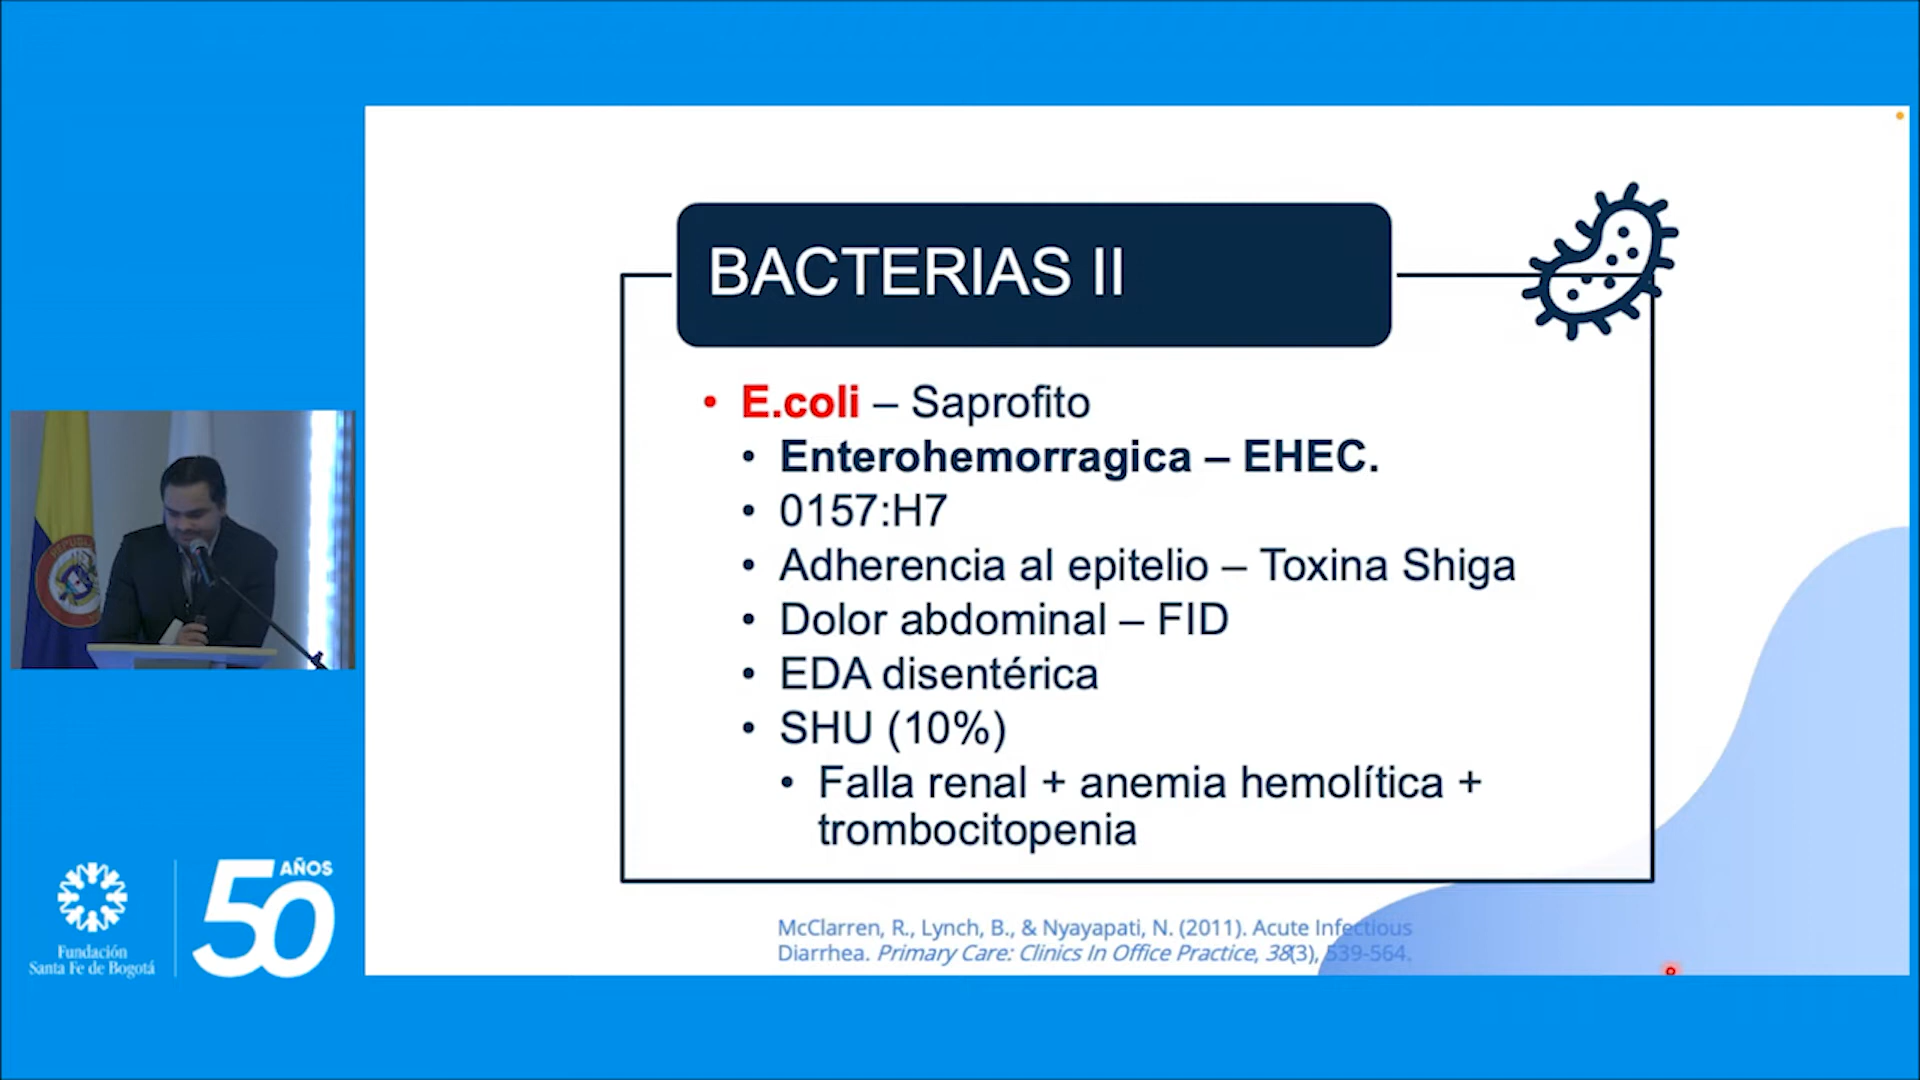 BACTERIAS II
• E.coli – Saprofito
• Enterohemorragica – EHEC.
• 0157:H7
• Adherencia al epitelio – Toxina Shiga
• Dolor abdominal – FID
• EDA disentérica
• SHU (10%)
• Falla renal + anemia hemolítica +
trombocitopenia
McClarren, R., Lynch, B., & Nyayapati, N. (2011). Acute Infectious
Diarrhea. Primary Care: Clinics In Office Practice, 38(3), 539-564.
Fundación
Santa Fe de Bogotá
50 AÑOS